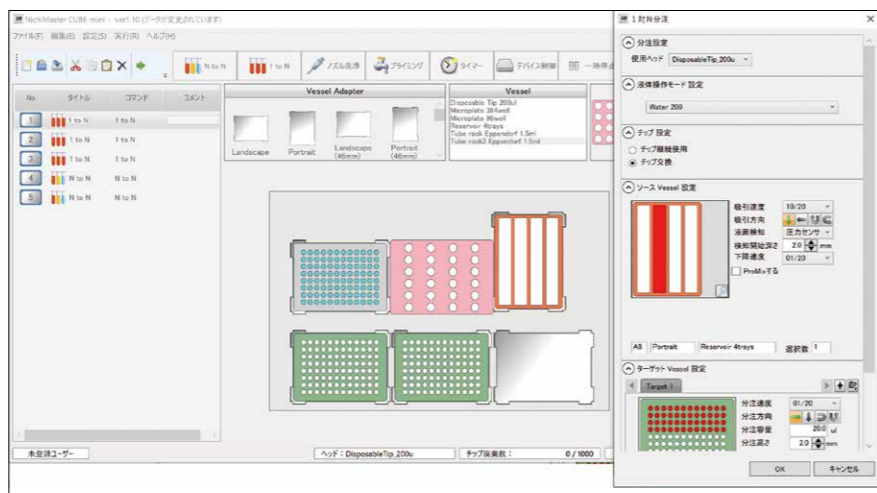 NichiMaster CUBE-mini - ver1.10 (データが変更されています)
ファイル(F) 編集(E) 設定(S) 実行(R) ヘルプ(H)
N to N
1 to N
ノズル洗浄
プライミング
タイマー
デバイス制御
一時停止
No
タイトル
コマンド
コメント
1 1 to N 1 to N
2 1 to N 1 to N
3 1 to N 1 to N
4 N to N N to N
5 N to N N to N
Vessel Adapter
Landscape
Portrait
Landscape (46mm)
Portrait (46mm)
Vessel
Disposable Tip 200ul
Microplate 384well
Microplate 96well
Reservoir 4trays
Tube rack Eppendorf 1.5ml
Tube rack2 Eppendorf 1.5ml
未登録ユーザー
ヘッド : DisposableTip_200u
チップ廃棄数 :
0 / 1000
1対N分注
分注設定
使用ヘッド DisposableTip_200u
液体操作モード 設定
Water 200
チップ 設定
チップ継続使用
チップ交換
ソース Vessel 設定
吸引速度 10/20
吸引方向
液面検知 圧力センサ
検知開始深さ 2.0 mm
下降速度 01/20
PreMixする
A3 Portrait Reservoir 4trays 選択数 1
ターゲット Vessel 設定
Target-1
分注速度 01/20
分注方向
分注容量 20.0 ul
分注高さ 2.0 mm
OK キャンセル